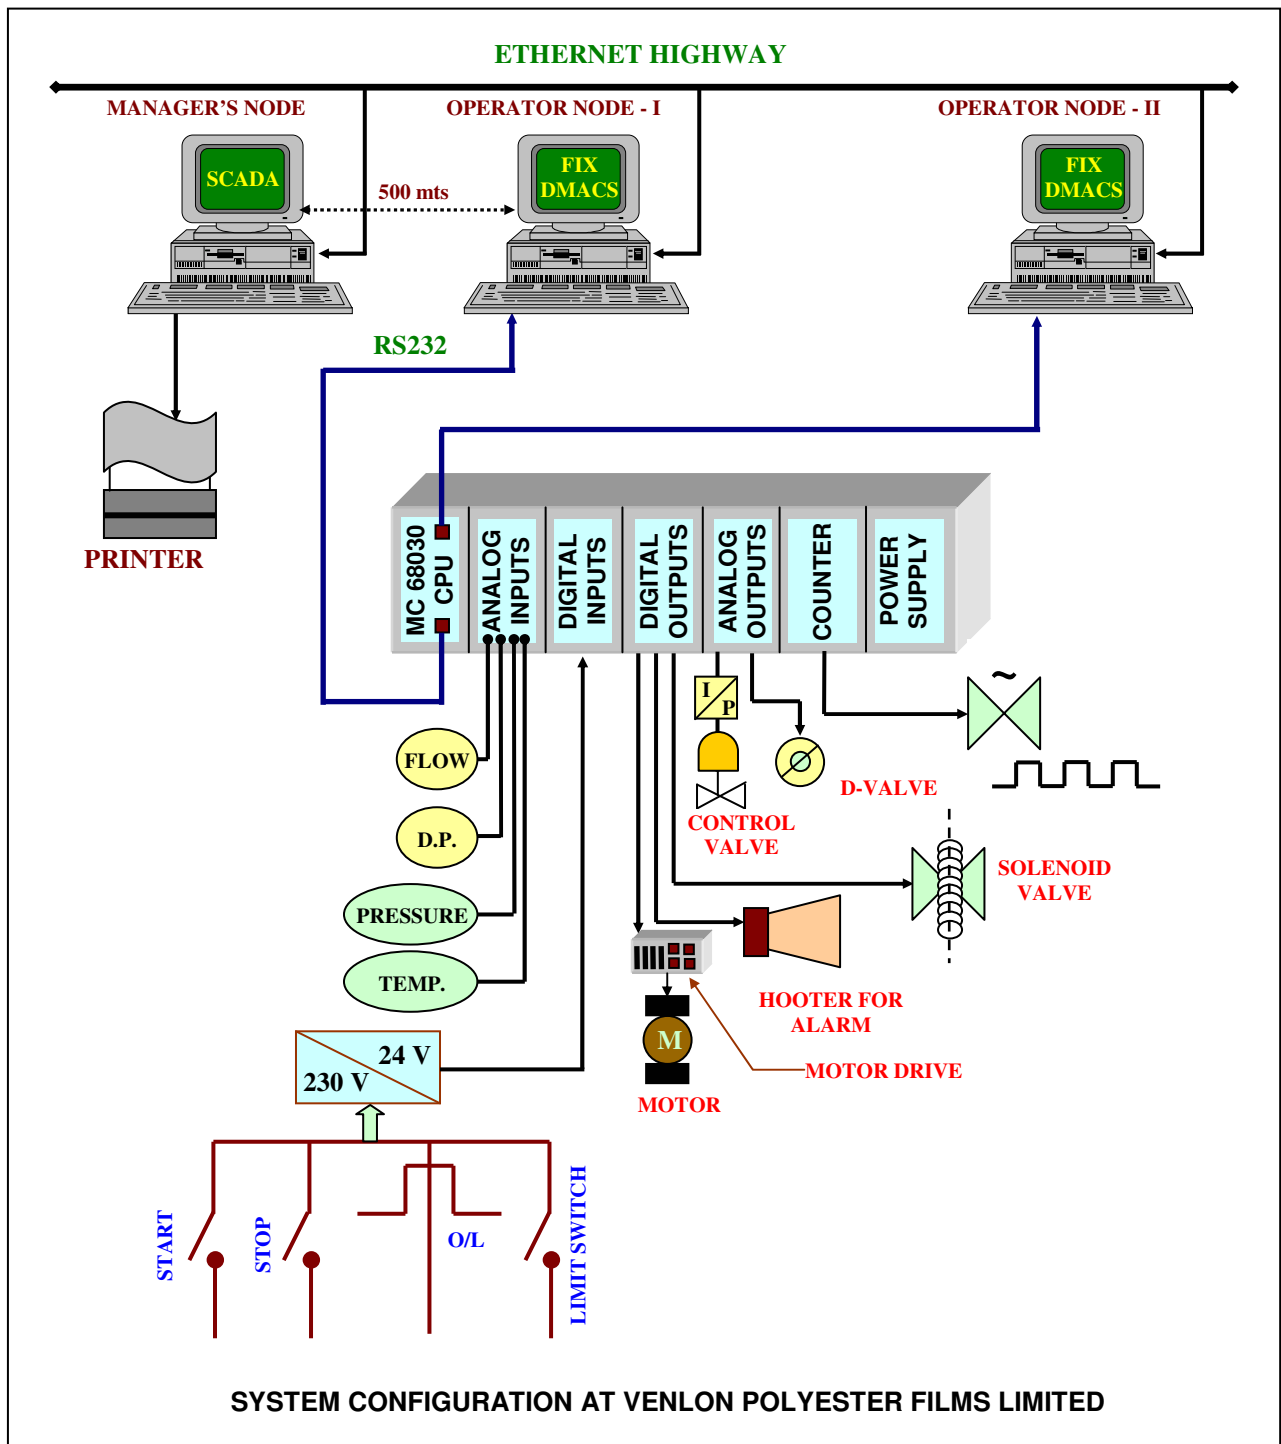 ETHERNET HIGHWAY
MANAGER'S NODE
OPERATOR NODE - I
OPERATOR NODE - II
SCADA
500 mts
FIX
DMACS
FIX
DMACS
RS232
PRINTER
MC 68030
CPU
ANALOG
INPUTS
DIGITAL
INPUTS
DIGITAL
OUTPUTS
ANALOG
OUTPUTS
COUNTER
POWER
SUPPLY
I
P
~
FLOW
D.P.
PRESSURE
TEMP.
D-VALVE
CONTROL
VALVE
SOLENOID
VALVE
HOOTER FOR
ALARM
M
MOTOR DRIVE
MOTOR
24 V
230 V
START
STOP
O/L
LIMIT SWITCH
SYSTEM CONFIGURATION AT VENLON POLYESTER FILMS LIMITED